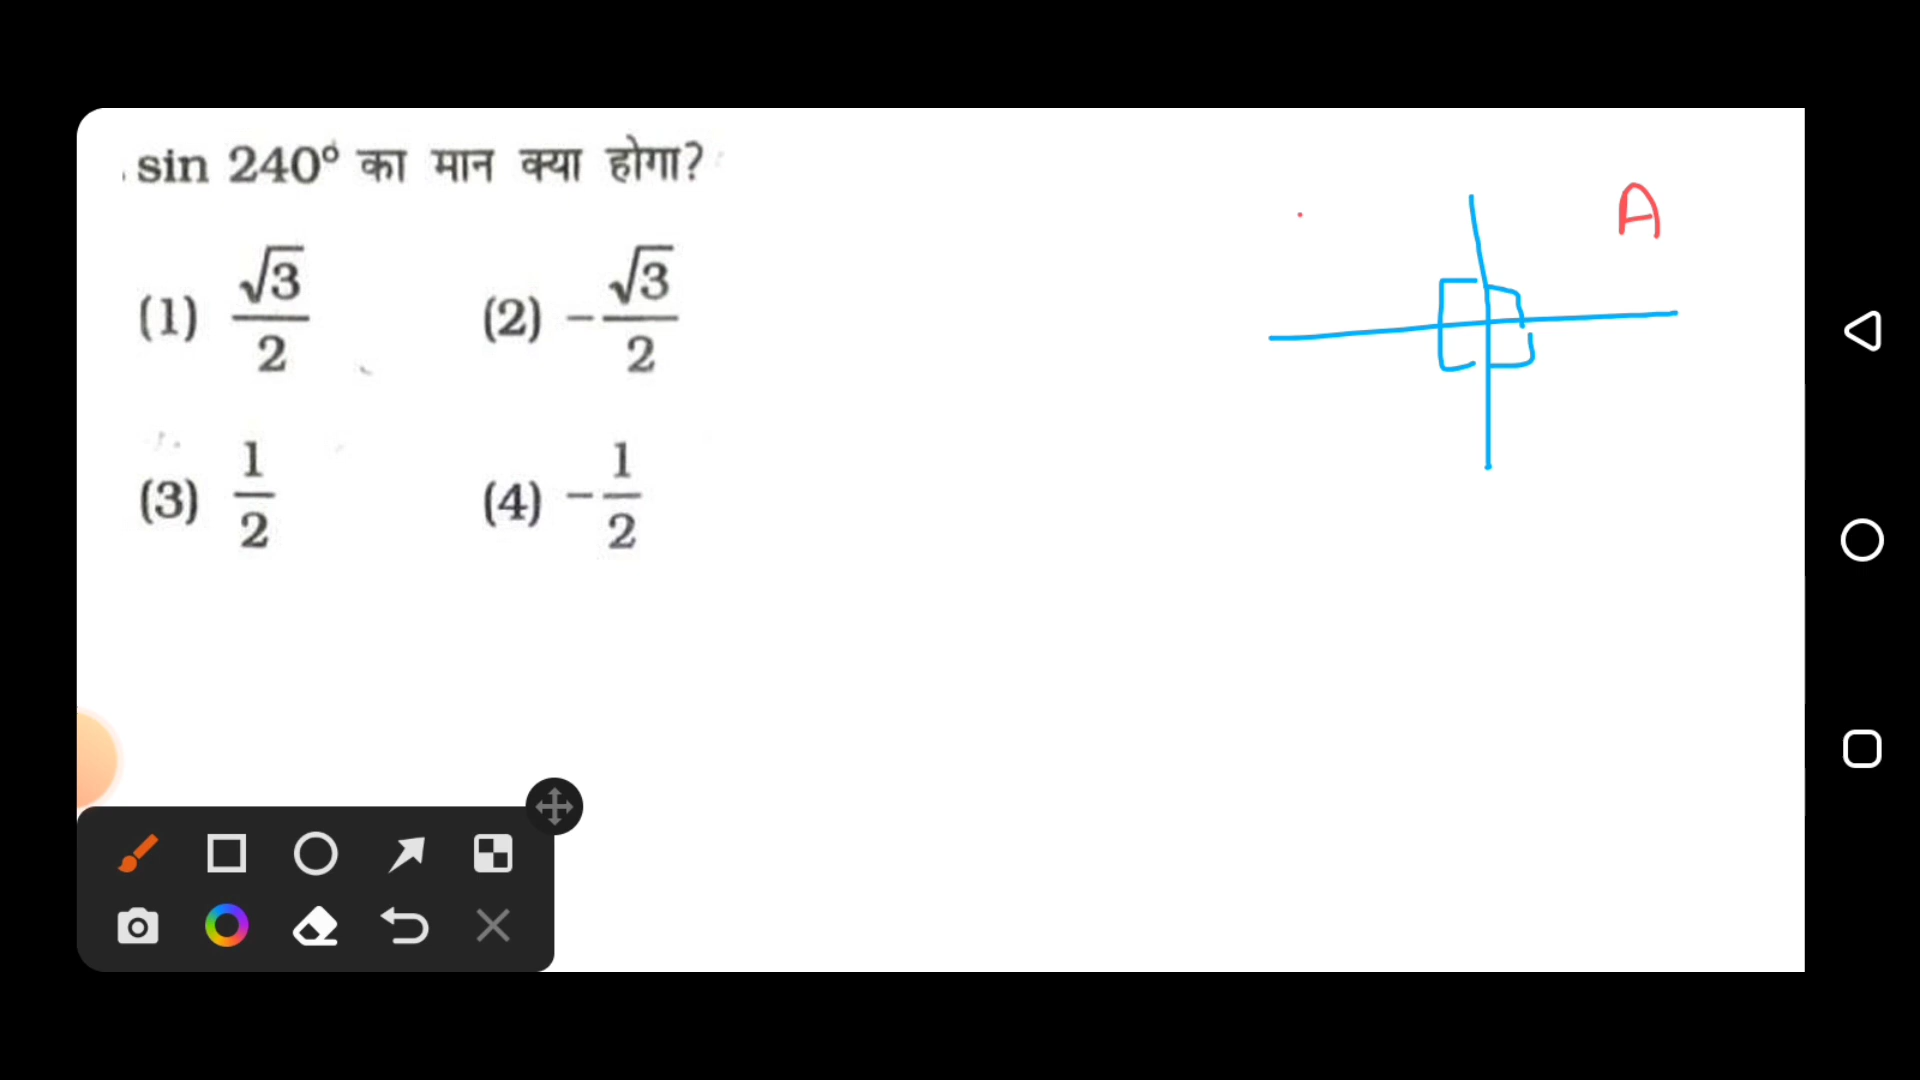 sin 240° का मान क्या होगा?
(1) √3/2 (2) -√3/2
(3) 1/2 (4) -1/2
A